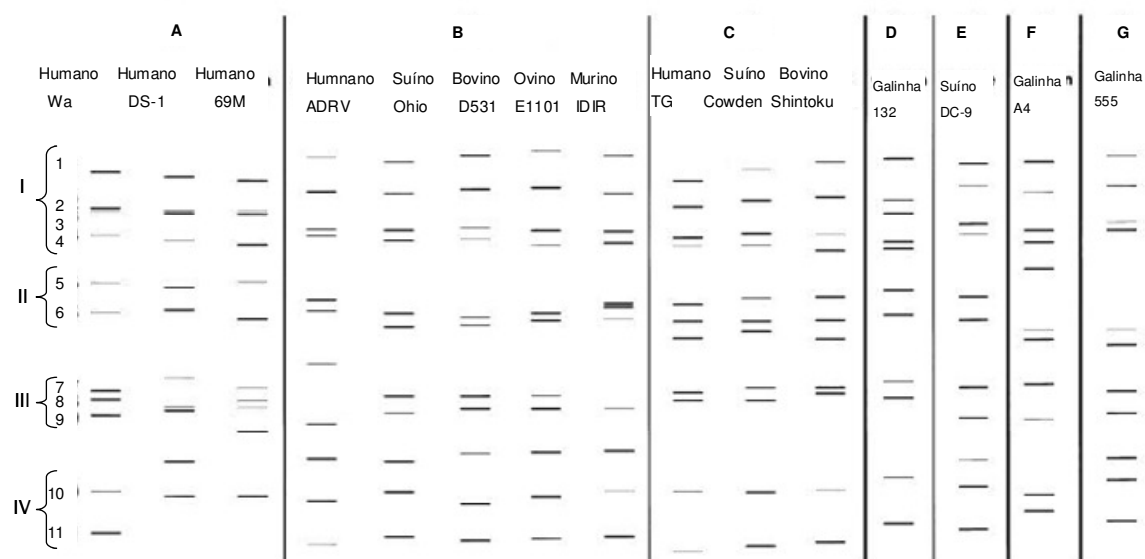 A B C D E F G
Humano Humano Humano
Wa DS-1 69M
Humnano Suíno Bovino Ovino Murino
ADRV Ohio D531 E1101 IDIR
Humano Suíno Bovino
TG Cowden Shintoku
Galinha
132
Suíno
DC-9
Galinha
A4
Galinha
555
I
1
2
3
4
II
5
6
III
7
8
9
IV
10
11